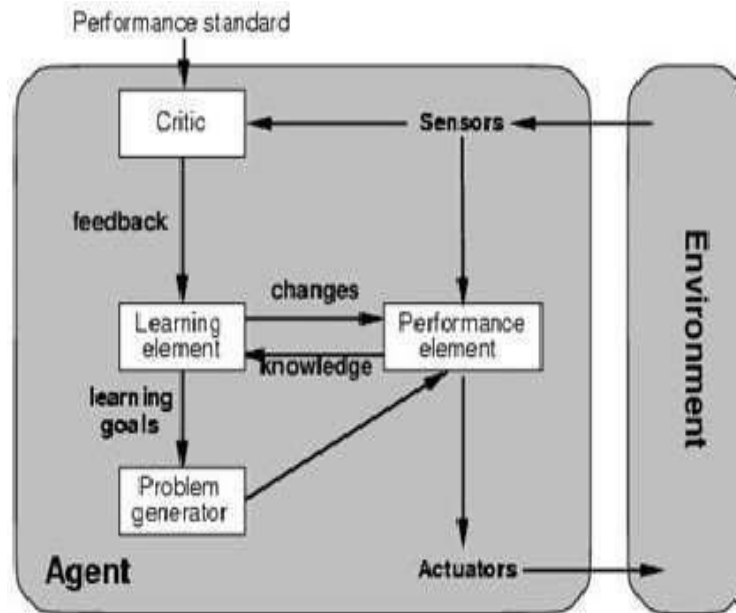 Performance standard
Critic
Sensors
feedback
changes
Learning
element
Performance
element
knowledge
learning
goals
Problem
generator
Agent
Actuators
Environment